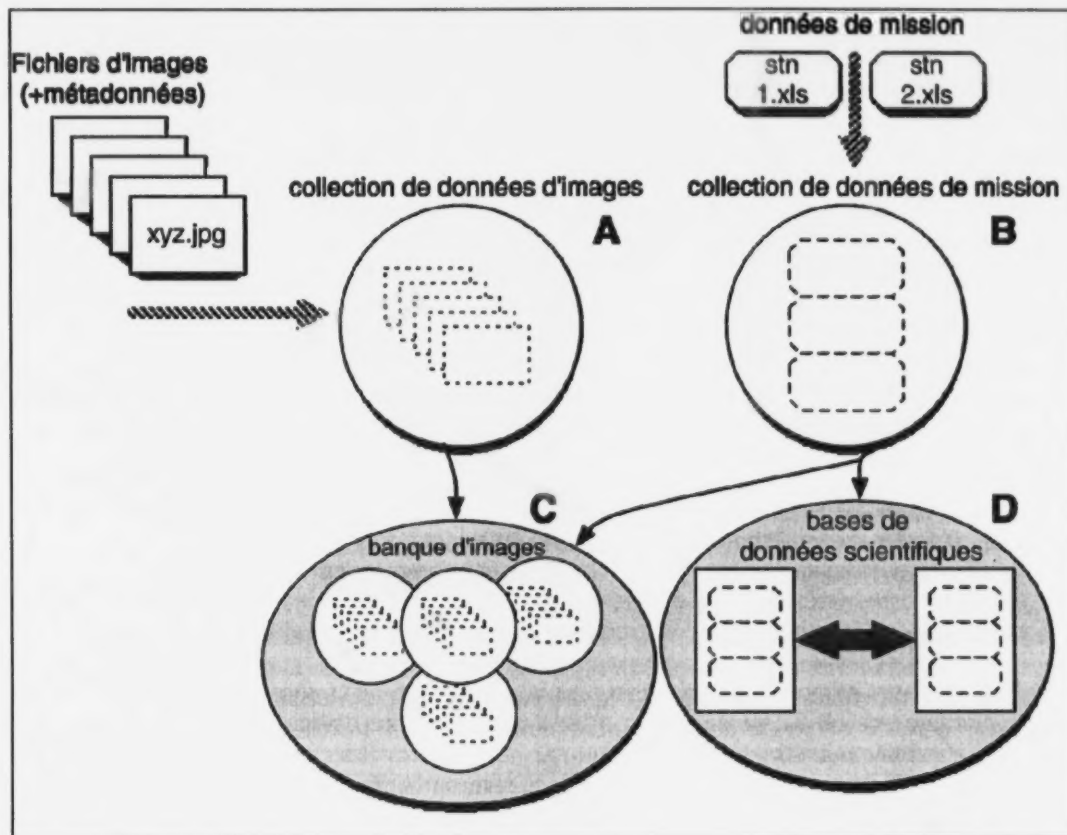 données de mission
stn
1.xls
stn
2.xls
Fichiers d'images
(+métadonnées)
xyz.jpg
collection de données d'images
A
collection de données de mission
B
C
banque d'images
D
bases de
données scientifiques